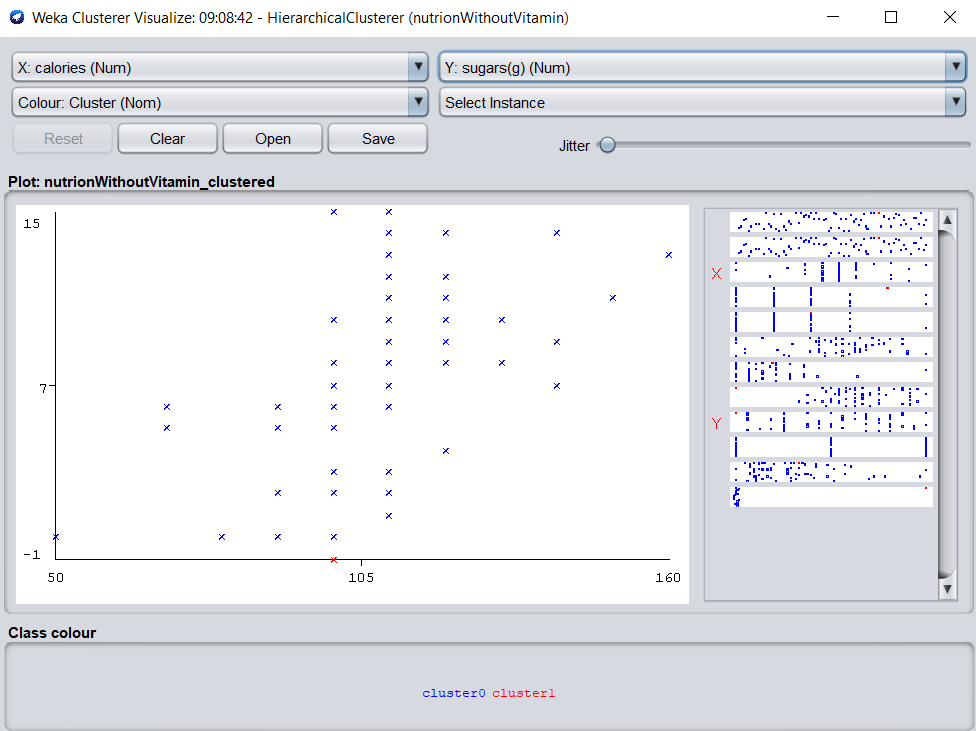 Weka Clusterer Visualize: 09:08:42 - HierarchicalClusterer (nutrionWithoutVitamin)
X: calories (Num) Y: sugars(g) (Num)
Colour: Cluster (Nom) Select Instance
Reset Clear Open Save Jitter
Plot: nutrionWithoutVitamin_clustered
15
X
7
Y
-1
50 105 160
Class colour
cluster0 cluster1